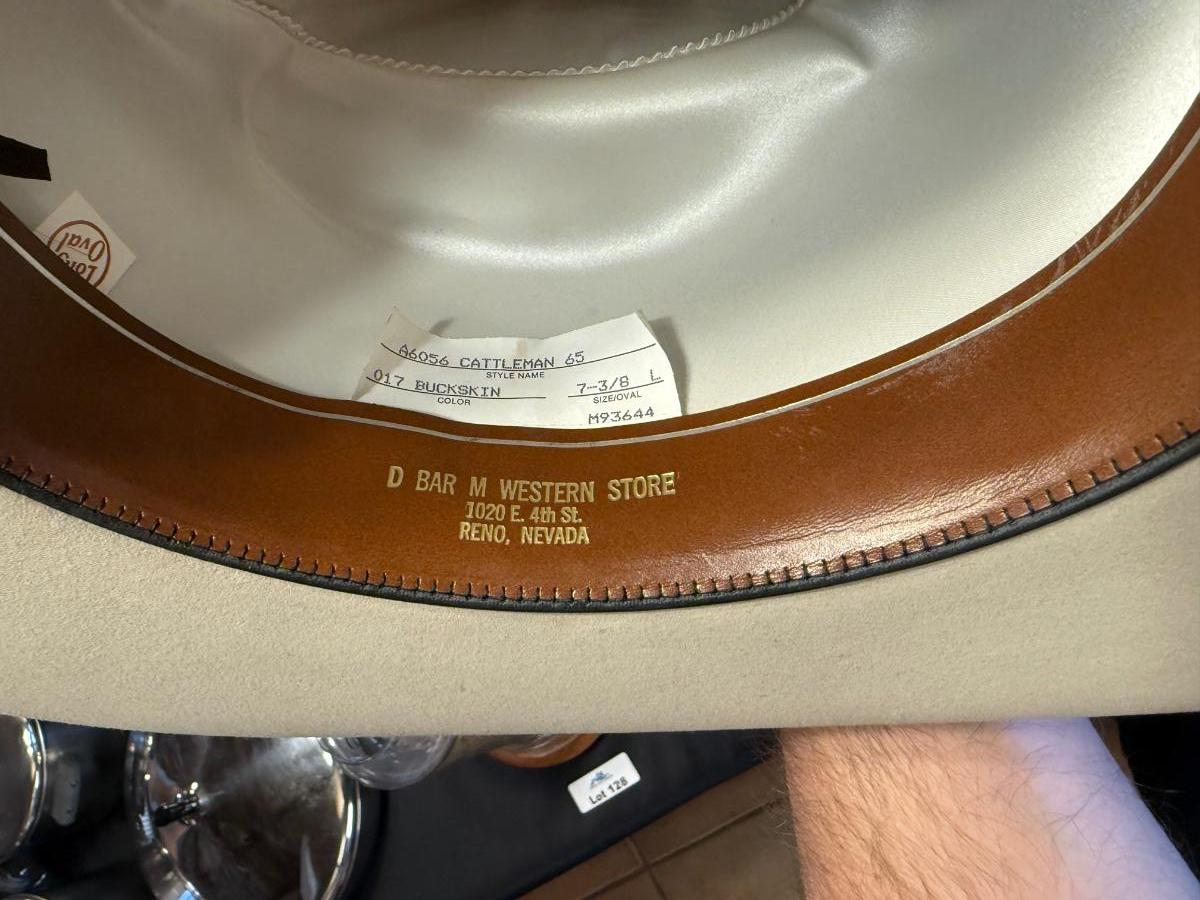 Long
Oval
A6056 CATTLEMAN 65
STYLE NAME
017 BUCKSKIN 7-3/8 L
COLOR SIZE/OVAL
M93644
D BAR M WESTERN STORE
1020 E. 4th St.
RENO, NEVADA
Lot 128